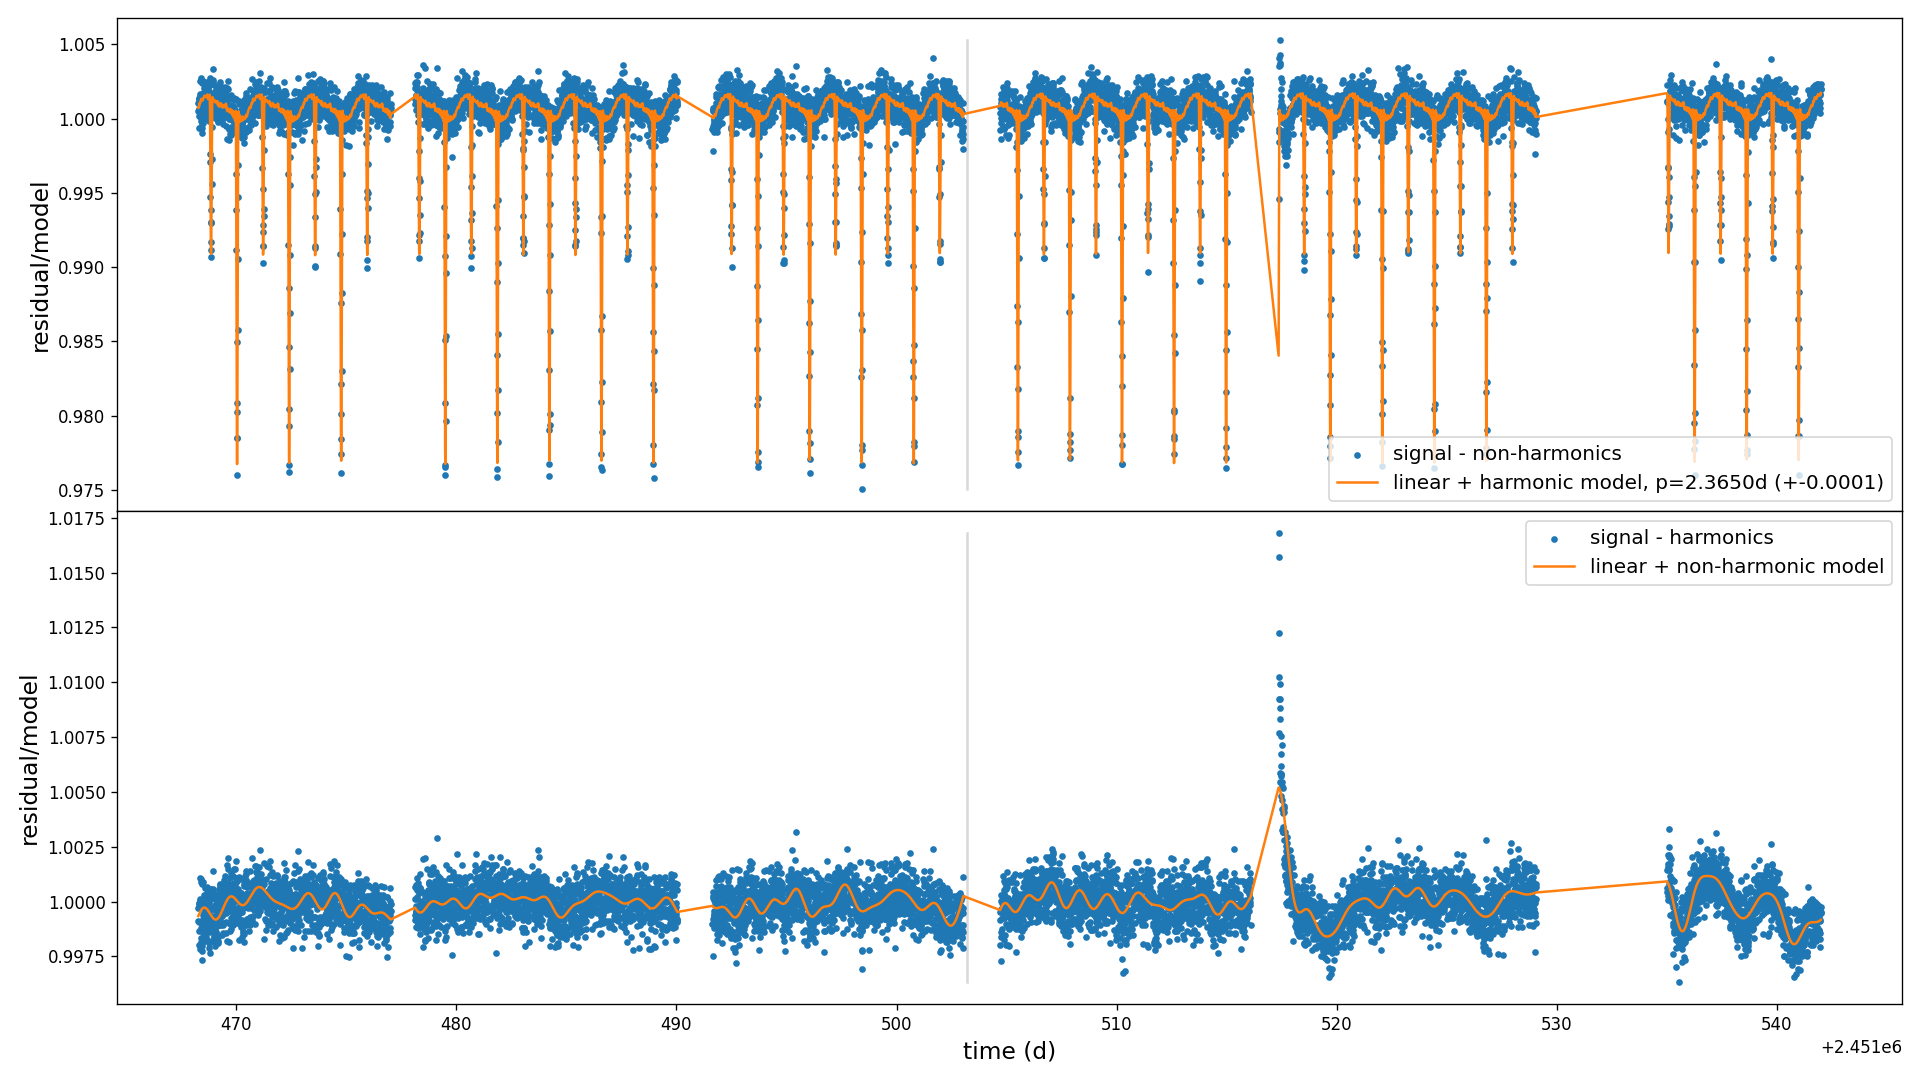 1.005
1.000
0.995
0.990
0.985
0.980
0.975
residual/model
signal - non-harmonics
linear + harmonic model, p=2.3650d (+-0.0001)
1.0175
1.0150
1.0125
1.0100
1.0075
1.0050
1.0025
1.0000
0.9975
residual/model
signal - harmonics
linear + non-harmonic model
470 480 490 500 510 520 530 540
time (d)
+2.451e6